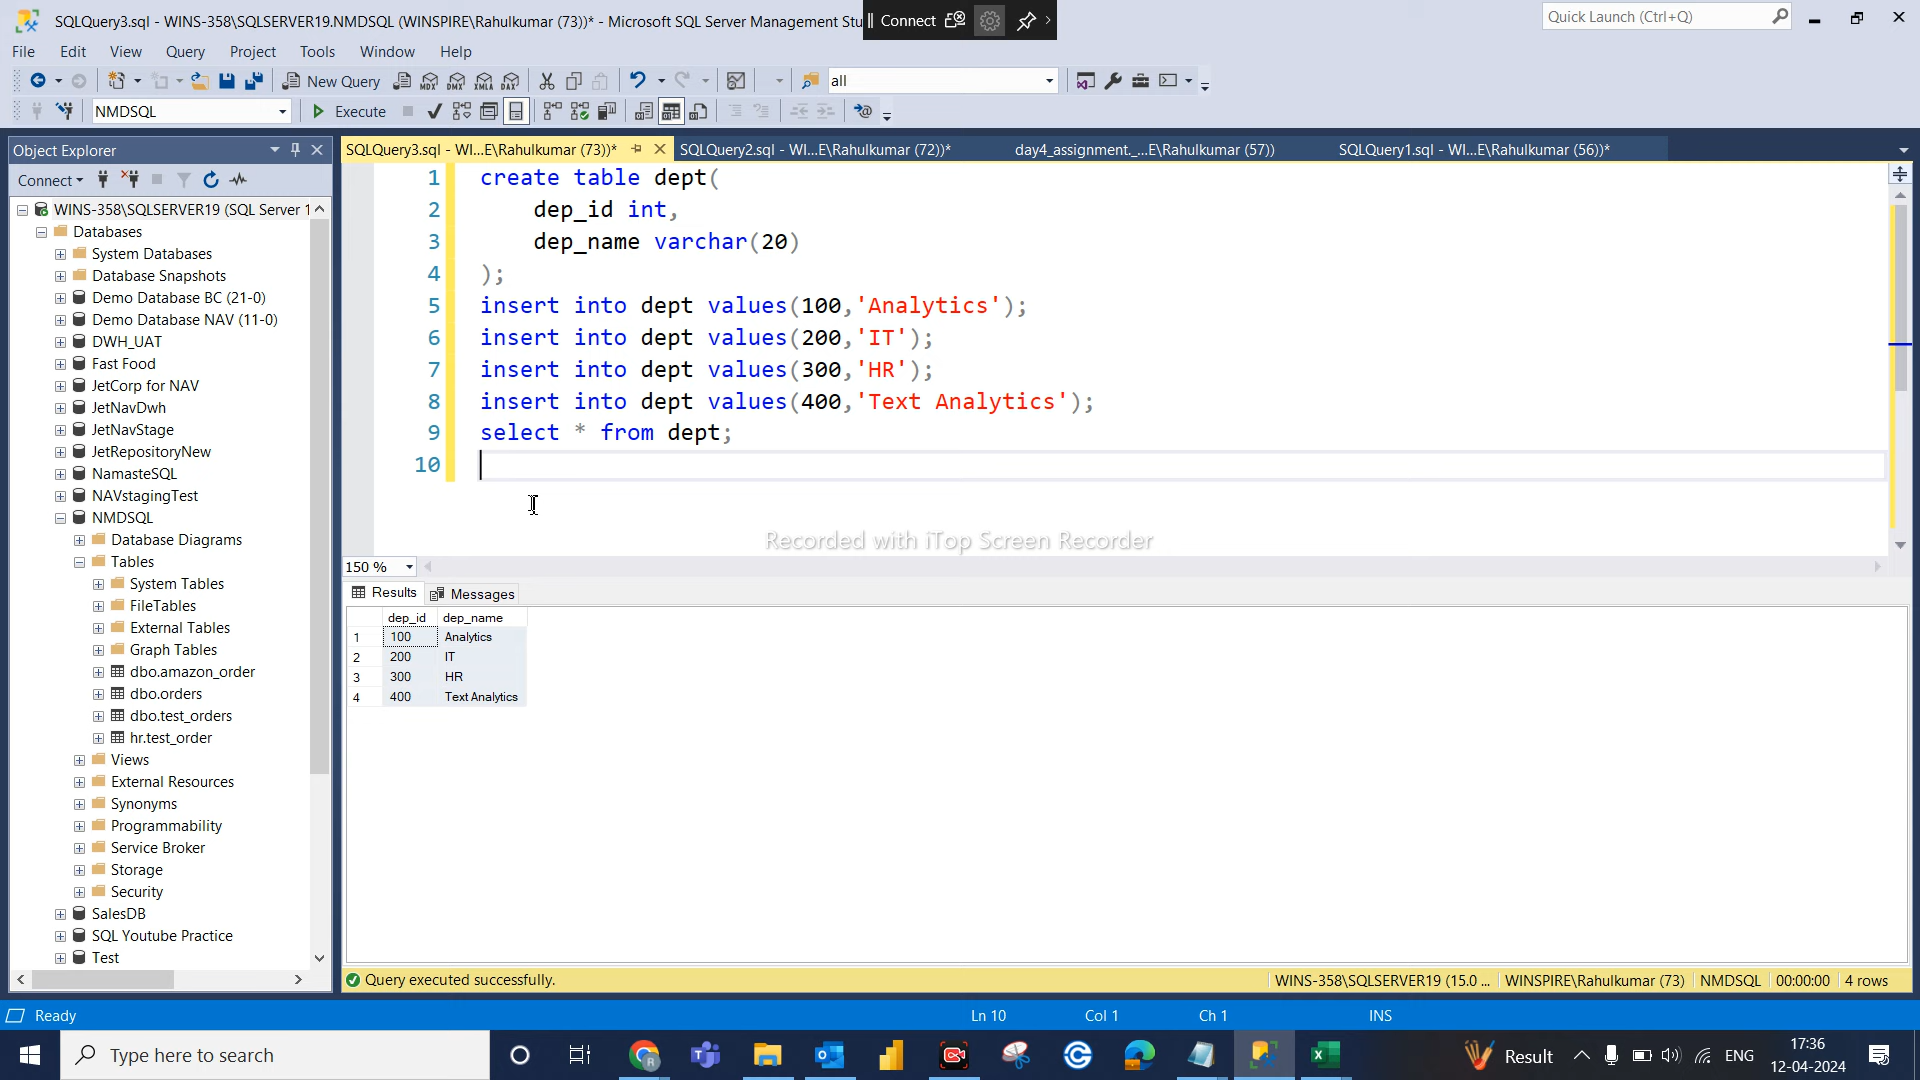 SQLQuery3.sql - WINS-358\SQLSERVER19.NMDSQL (WINSPIRE\Rahulkumar (73))* - Microsoft SQL Server Management Stu
Connect
Quick Launch (Ctrl+Q)
File Edit View Query Project Tools Window Help
New Query
MDX DMX XMLA DAX
all
NMDSQL
Execute
Object Explorer
SQLQuery3.sql - WI...E\Rahulkumar (73))*
SQLQuery2.sql - WI...E\Rahulkumar (72))*
day4_assignment._...E\Rahulkumar (57))
SQLQuery1.sql - WI...E\Rahulkumar (56))*
Connect
WINS-358\SQLSERVER19 (SQL Server 1
Databases
System Databases
Database Snapshots
Demo Database BC (21-0)
Demo Database NAV (11-0)
DWH_UAT
Fast Food
JetCorp for NAV
JetNavDwh
JetNavStage
JetRepositoryNew
NamasteSQL
NAVstagingTest
NMDSQL
Database Diagrams
Tables
System Tables
FileTables
External Tables
Graph Tables
dbo.amazon_order
dbo.orders
dbo.test_orders
hr.test_order
Views
External Resources
Synonyms
Programmability
Service Broker
Storage
Security
SalesDB
SQL Youtube Practice
Test
1 create table dept(
2 dep_id int,
3 dep_name varchar(20)
4 );
5 insert into dept values(100,'Analytics');
6 insert into dept values(200,'IT');
7 insert into dept values(300,'HR');
8 insert into dept values(400,'Text Analytics');
9 select * from dept;
10
Recorded with iTop Screen Recorder
150 %
Results Messages
dep_id dep_name
1 100 Analytics
2 200 IT
3 300 HR
4 400 Text Analytics
Query executed successfully.
WINS-358\SQLSERVER19 (15.0 ... WINSPIRE\Rahulkumar (73) NMDSQL 00:00:00 4 rows
Ready
Ln 10 Col 1 Ch 1 INS
Type here to search
Result
ENG
17:36
12-04-2024